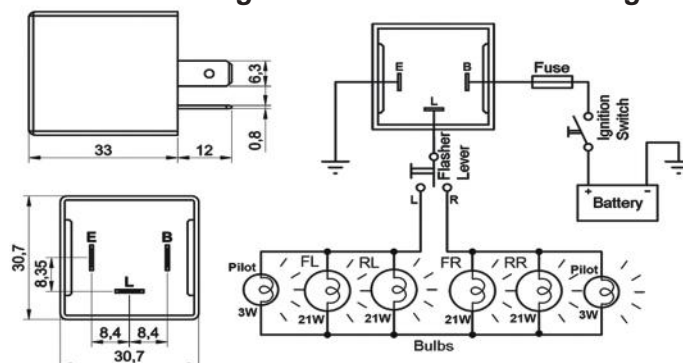 6,3
0,8
33
12
E
B
L
30,7
8,35
8,4
8,4
30,7
E
B
L
Fuse
Ignition
Switch
Flasher
Lever
L
R
+
-
Battery
Pilot
FL
RL
FR
RR
Pilot
3W
21W
21W
21W
21W
3W
Bulbs